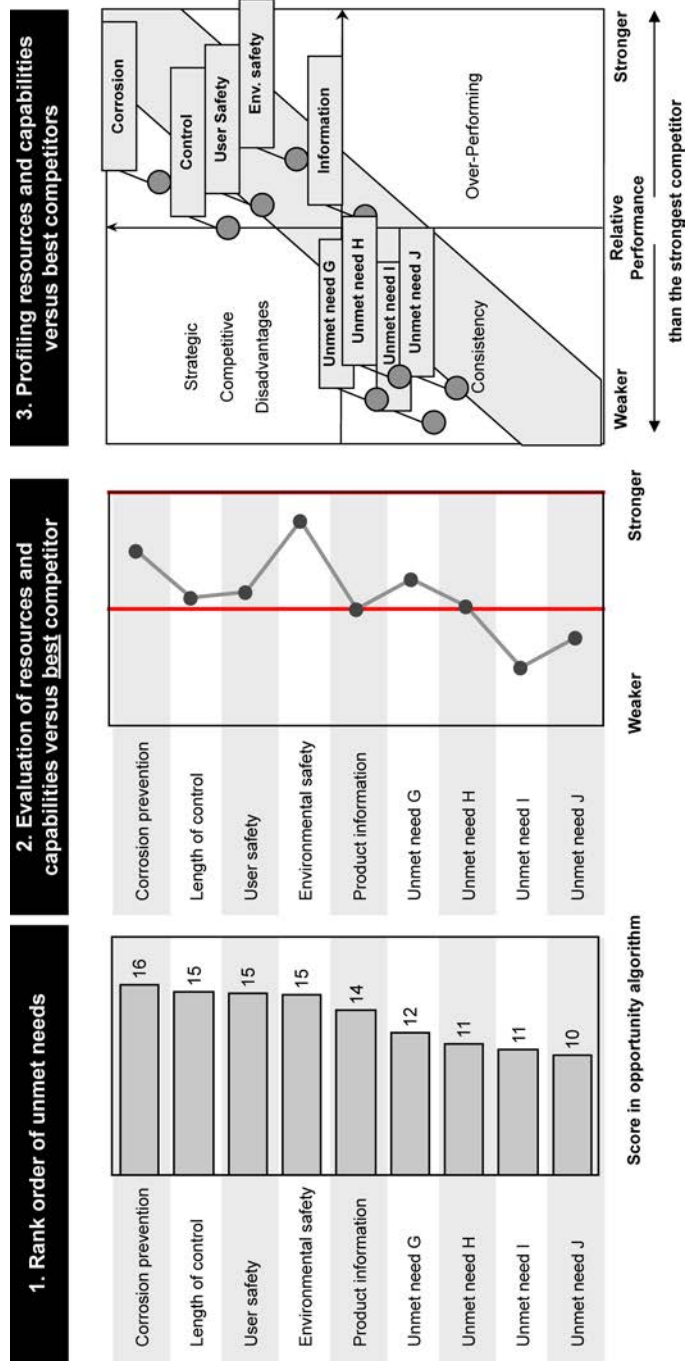 1. Rank order of unmet needs
Corrosion prevention
16
Length of control
15
User safety
15
Environmental safety
15
Product information
14
Unmet need G
12
Unmet need H
11
Unmet need I
11
Unmet need J
10
Score in opportunity algorithm
2. Evaluation of resources and
capabilities versus best competitor
Corrosion prevention
Length of control
User safety
Environmental safety
Product information
Unmet need G
Unmet need H
Unmet need I
Unmet need J
Weaker
Stronger
3. Profiling resources and capabilities
versus best competitors
Corrosion
Control
User Safety
Env. safety
Information
Strategic
Competitive
Disadvantages
Unmet need G
Unmet need H
Unmet need I
Unmet need J
Over-Performing
Consistency
Weaker
Relative
Performance
Stronger
than the strongest competitor